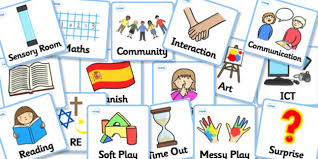 Sensory Room
Maths
Community
Interaction
Communication
anish
Art
ICT
Reading
RE
Soft Play
Time Out
Messy Play
Surprise